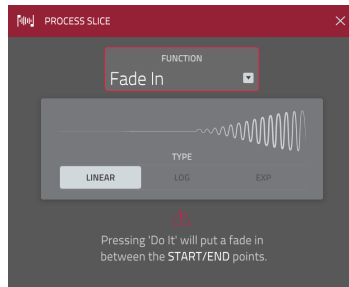 PROCESS SLICE
FUNCTION
Fade In
TYPE
LINEAR LOG EXP
Pressing 'Do It' will put a fade in
between the START/END points.